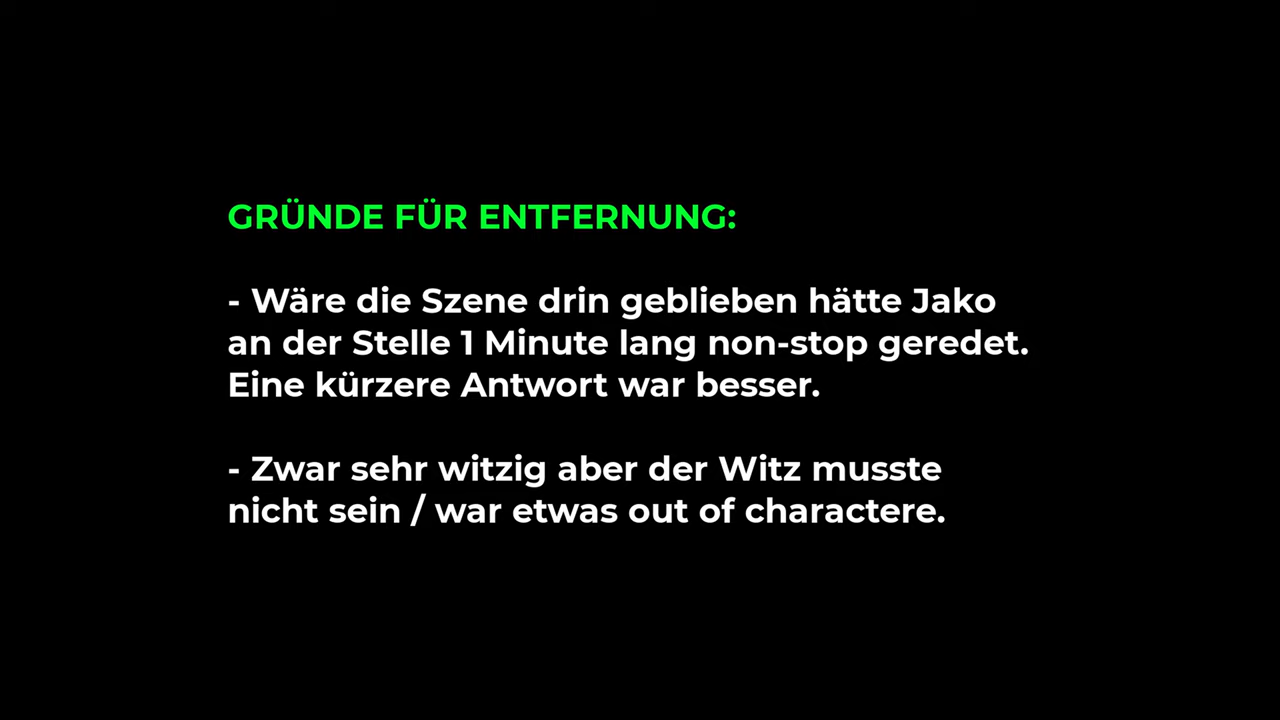 GRÜNDE FÜR ENTFERNUNG:
- Wäre die Szene drin geblieben hätte Jako
an der Stelle 1 Minute lang non-stop geredet.
Eine kürzere Antwort war besser.
- Zwar sehr witzig aber der Witz musste
nicht sein / war etwas out of charactere.